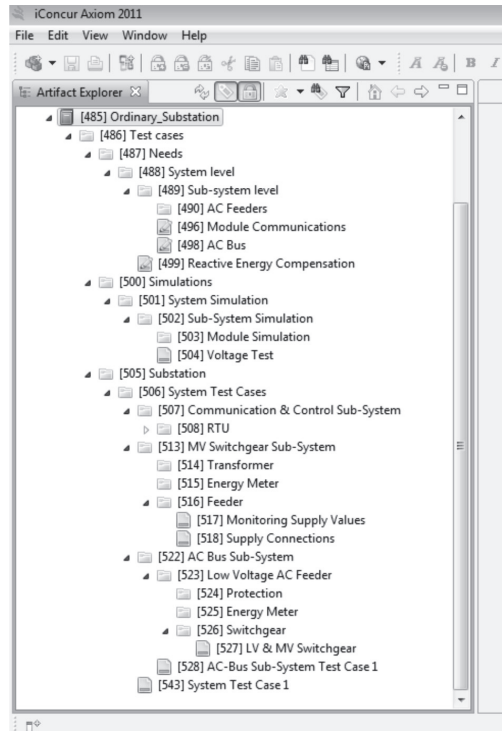 iConcur Axiom 2011
File Edit View Window Help
A A B I
Artifact Explorer
[485] Ordinary_Substation
[486] Test cases
[487] Needs
[488] System level
[489] Sub-system level
[490] AC Feeders
[496] Module Communications
[498] AC Bus
[499] Reactive Energy Compensation
[500] Simulations
[501] System Simulation
[502] Sub-System Simulation
[503] Module Simulation
[504] Voltage Test
[505] Substation
[506] System Test Cases
[507] Communication & Control Sub-System
[508] RTU
[513] MV Switchgear Sub-System
[514] Transformer
[515] Energy Meter
[516] Feeder
[517] Monitoring Supply Values
[518] Supply Connections
[522] AC Bus Sub-System
[523] Low Voltage AC Feeder
[524] Protection
[525] Energy Meter
[526] Switchgear
[527] LV & MV Switchgear
[528] AC-Bus Sub-System Test Case 1
[543] System Test Case 1